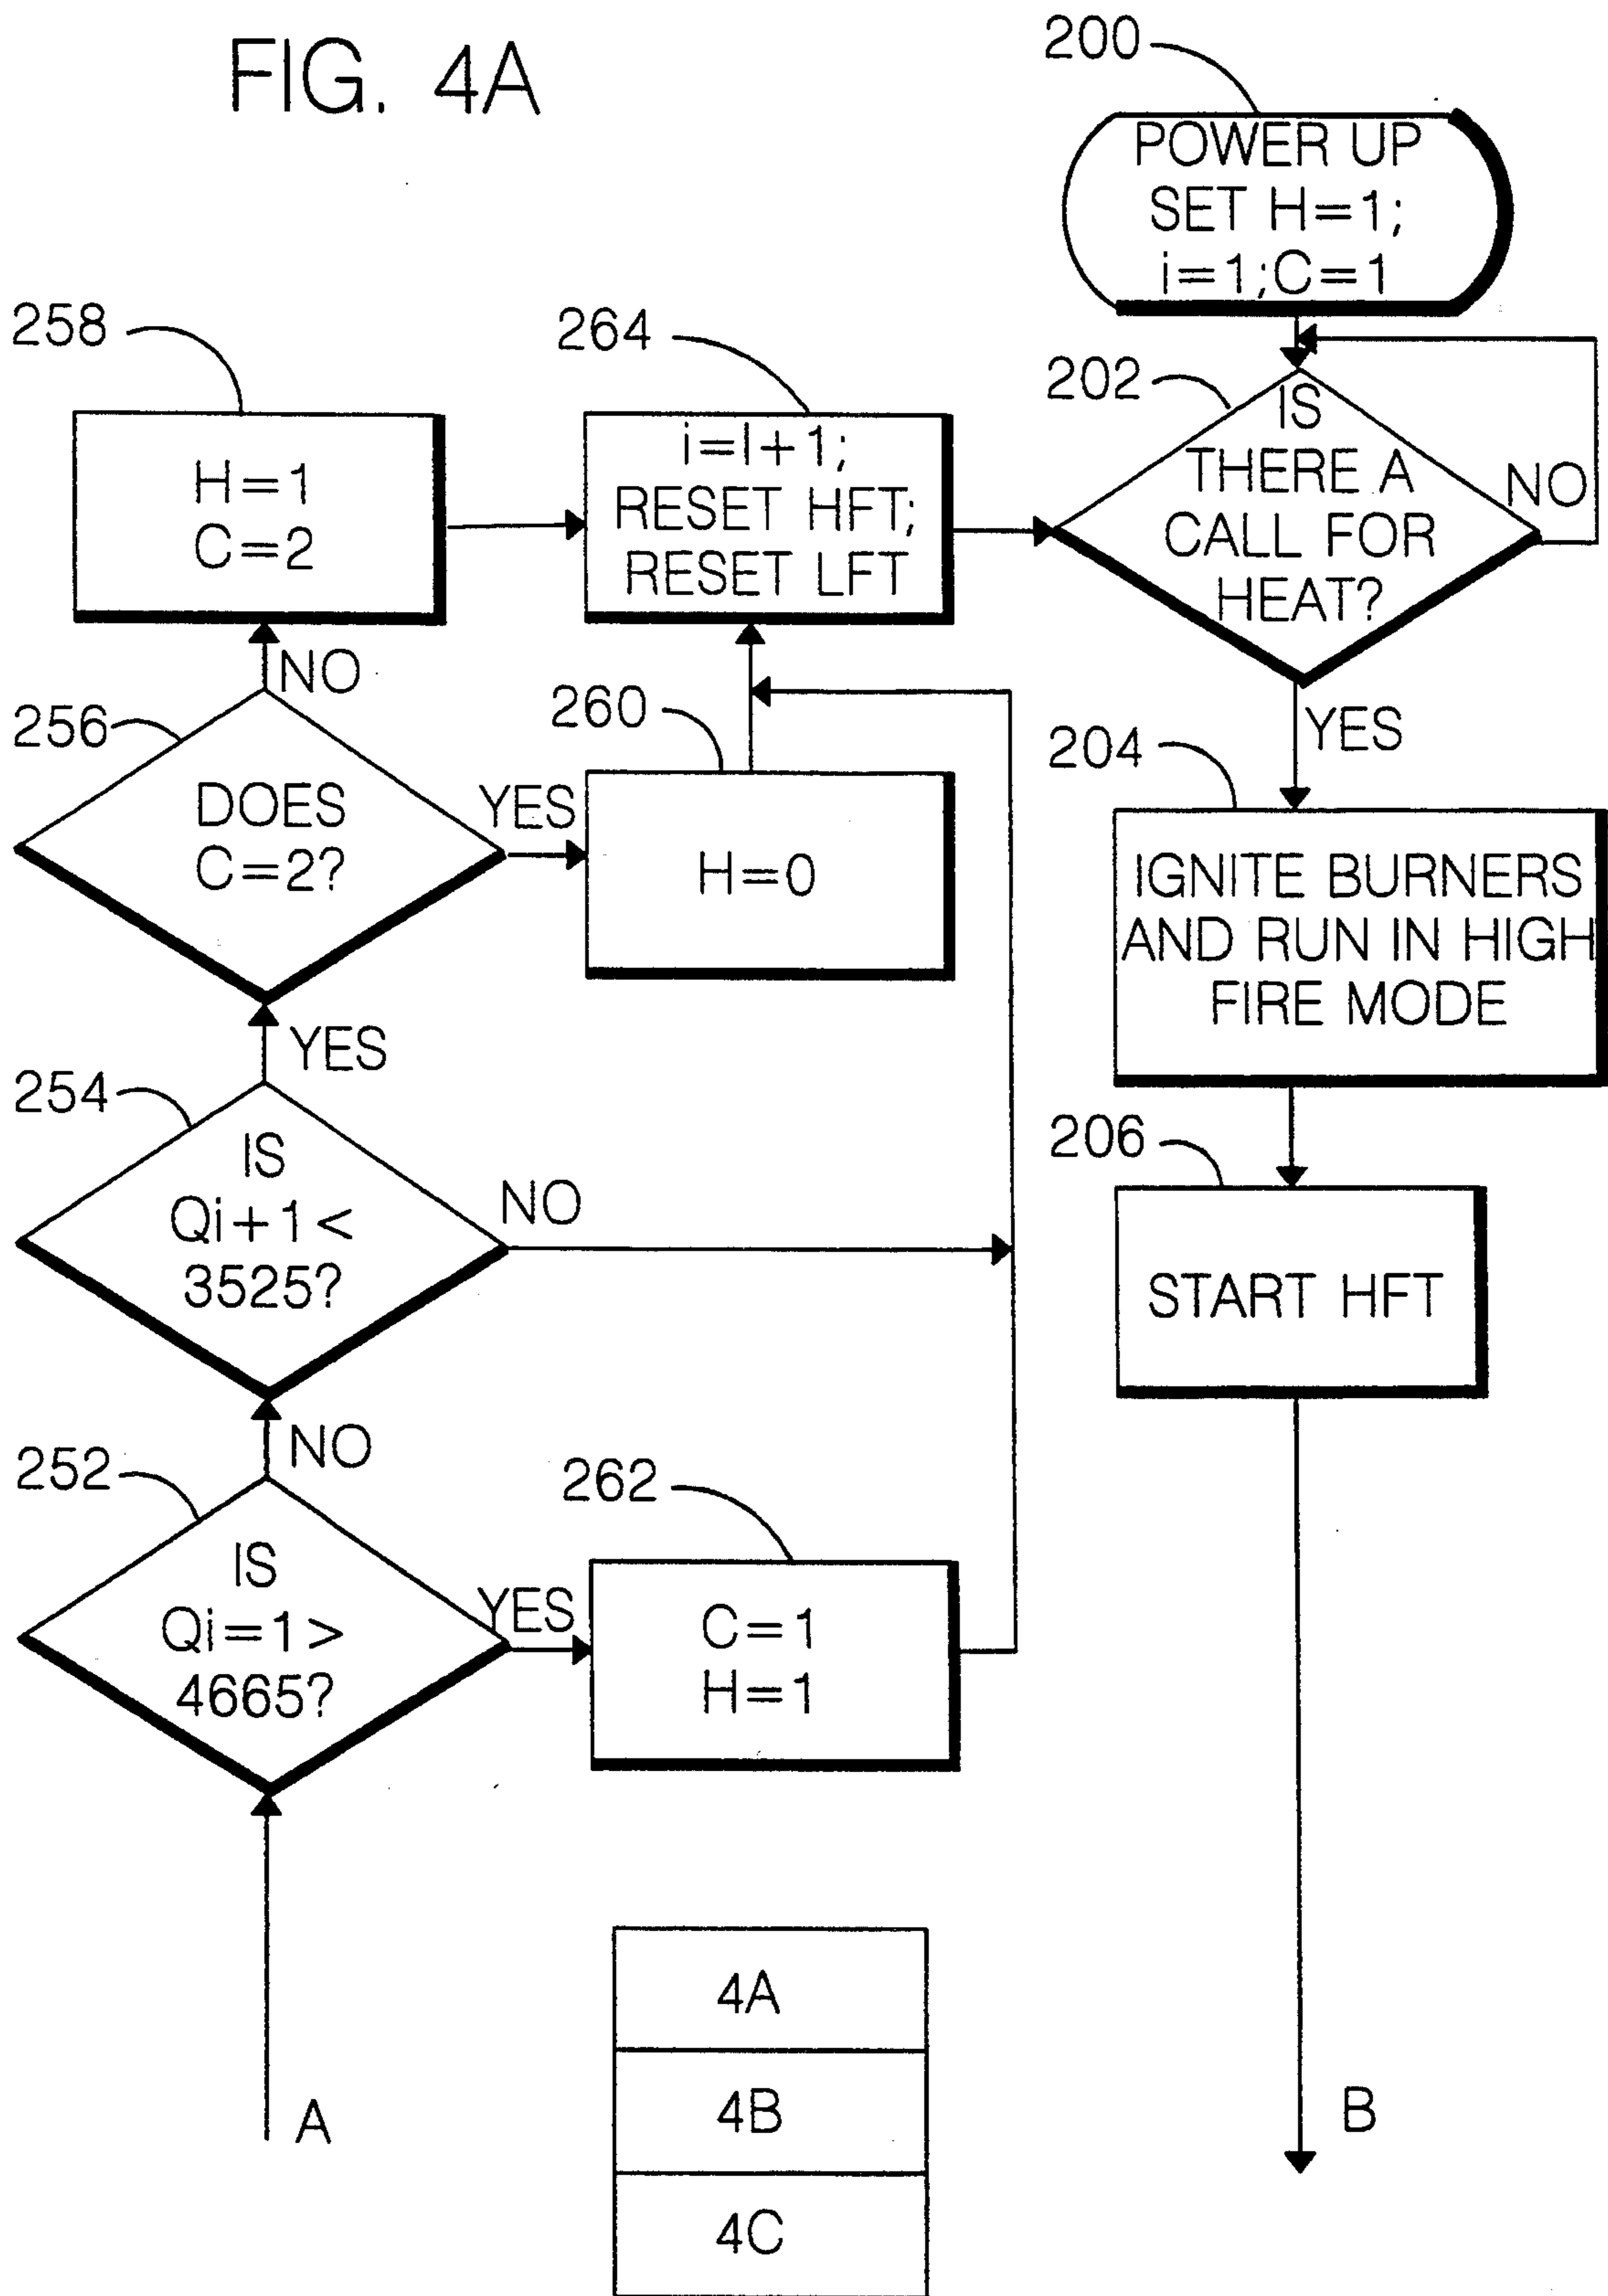 FIG. 4A
200
POWER UP
SET H=1;
i=1;C=1
258
264
202
H=1
C=2
i=I+1;
RESET HFT;
RESET LFT
IS
THERE A
CALL FOR
HEAT?
NO
NO
256
260
YES
204
DOES
C=2?
YES
H=0
IGNITE BURNERS
AND RUN IN HIGH
FIRE MODE
YES
254
206
IS
Qi+1<
3525?
NO
START HFT
NO
252
262
IS
Qi=1>
4665?
YES
C=1
H=1
4A
4B
4C
A
B